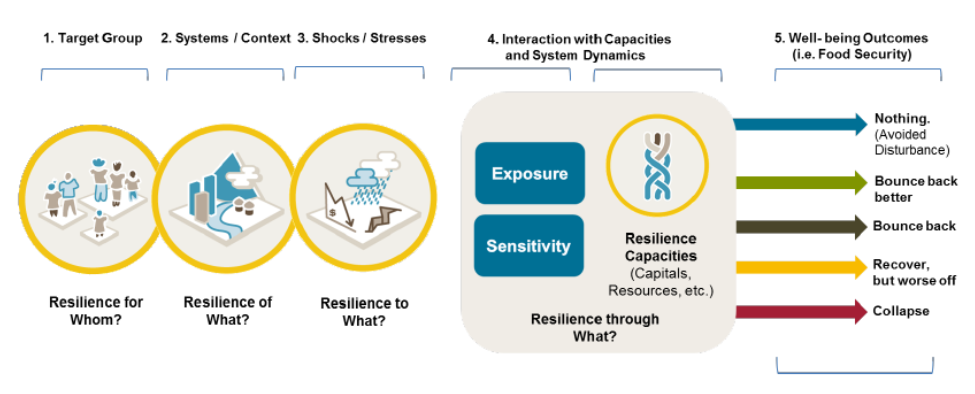 1. Target Group
2. Systems / Context
3. Shocks / Stresses
4. Interaction with Capacities
and System Dynamics
5. Well- being Outcomes
(i.e. Food Security)
$
Resilience for
Whom?
Resilience of
What?
Resilience to
What?
Exposure
Sensitivity
Resilience
Capacities
(Capitals,
Resources, etc.)
Resilience through
What?
Nothing.
(Avoided
Disturbance)
Bounce back
better
Bounce back
Recover,
but worse off
Collapse